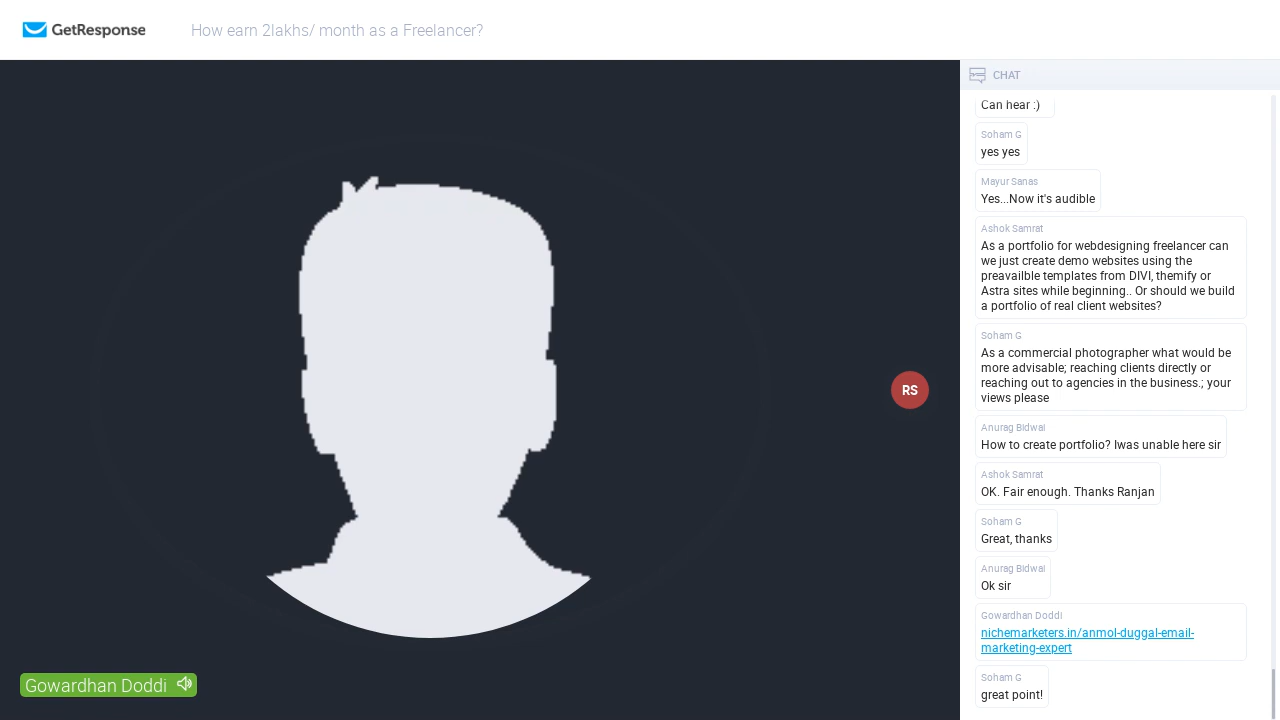 GetResponse
How earn 2lakhs/ month as a Freelancer?
CHAT
Can hear :)
Soham G
yes yes
Mayur Sanas
Yes...Now it's audible
Ashok Samrat
As a portfolio for webdesigning freelancer can
we just create demo websites using the
preavailble templates from DIVI, themify or
Astra sites while beginning.. Or should we build
a portfolio of real client websites?
Soham G
As a commercial photographer what would be
more advisable; reaching clients directly or
reaching out to agencies in the business.; your
views please
Anurag Bidwai
How to create portfolio? Iwas unable here sir
Ashok Samrat
OK. Fair enough. Thanks Ranjan
Soham G
Great, thanks
Anurag Bidwai
Ok sir
Gowardhan Doddi
nichemarketers.in/anmol-duggal-email-
marketing-expert
Soham G
great point!
RS
Gowardhan Doddi